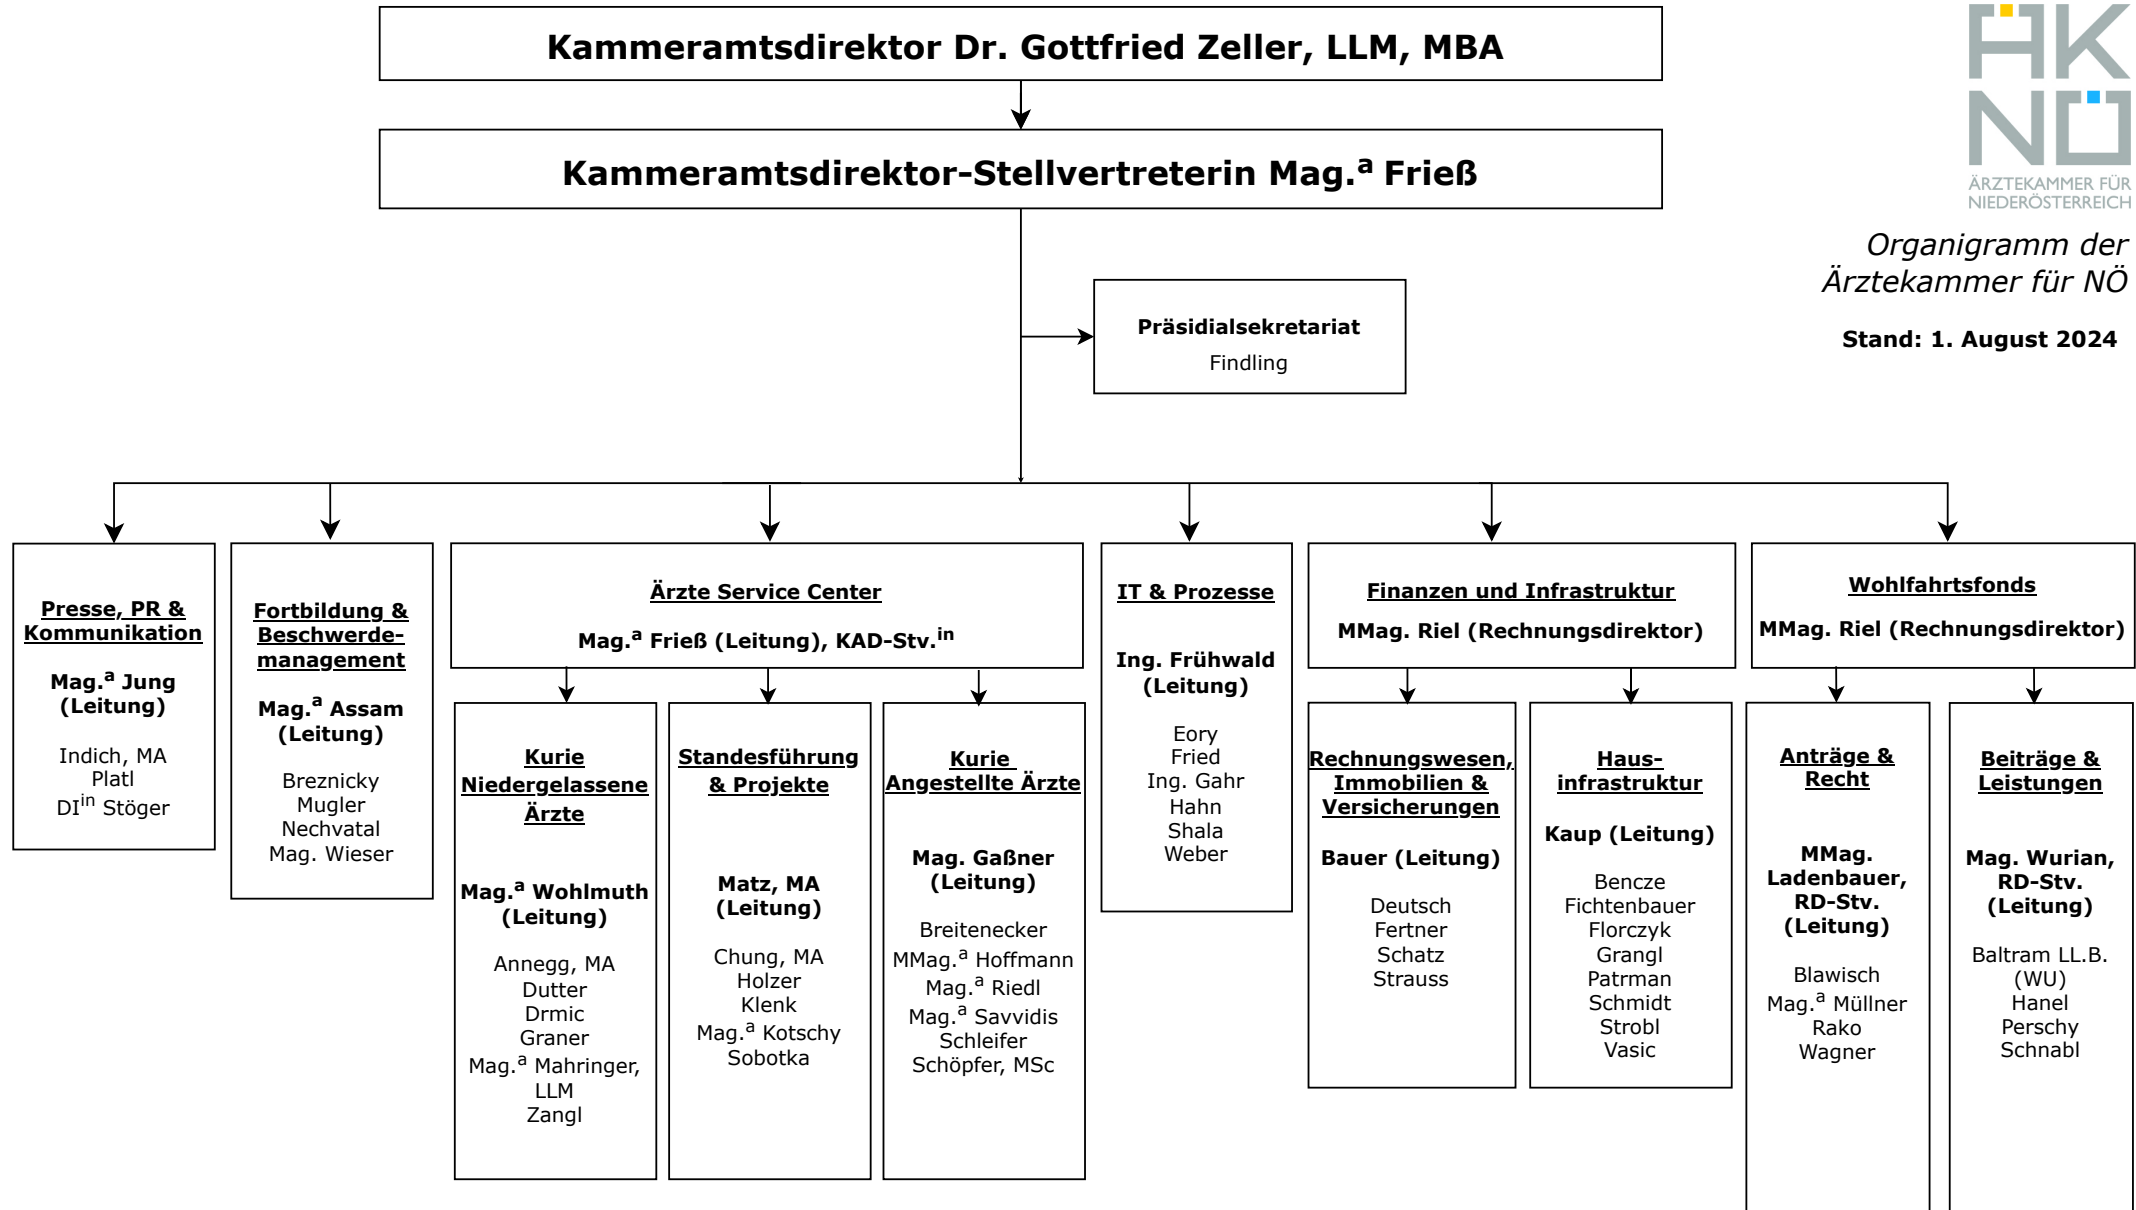 Kammeramtsdirektor Dr. Gottfried Zeller, LLM, MBA
Kammeramtsdirektor-Stellvertreterin Mag.ª Frieß
ÄK
NÖ
ÄRZTEKAMMER FÜR
NIEDERÖSTERREICH
Organigramm der
Ärztekammer für NÖ
Stand: 1. August 2024
Präsidialsekretariat
Findling
Presse, PR &
Kommunikation
Mag.ª Jung
(Leitung)
Indich, MA
Platl
DIⁱⁿ Stöger
Fortbildung &
Beschwerde-
management
Mag.ª Assam
(Leitung)
Breznicky
Mugler
Nechvatal
Mag. Wieser
Ärzte Service Center
Mag.ª Frieß (Leitung), KAD-Stv.ⁱⁿ
Kurie
Niedergelassene
Ärzte
Mag.ª Wohlmuth
(Leitung)
Annegg, MA
Dutter
Drmic
Graner
Mag.ª Mahringer,
LLM
Zangl
Standesführung
& Projekte
Matz, MA
(Leitung)
Chung, MA
Holzer
Klenk
Mag.ª Kotschy
Sobotka
Kurie
Angestellte Ärzte
Mag. Gaßner
(Leitung)
Breitenecker
MMag.ª Hoffmann
Mag.ª Riedl
Mag.ª Savvidis
Schleifer
Schöpfer, MSc
IT & Prozesse
Ing. Frühwald
(Leitung)
Eory
Fried
Ing. Gahr
Hahn
Shala
Weber
Finanzen und Infrastruktur
MMag. Riel (Rechnungsdirektor)
Rechnungswesen,
Immobilien &
Versicherungen
Bauer (Leitung)
Deutsch
Fertner
Schatz
Strauss
Haus-
infrastruktur
Kaup (Leitung)
Bencze
Fichtenbauer
Florczyk
Grangl
Patrman
Schmidt
Strobl
Vasic
Wohlfahrtsfonds
MMag. Riel (Rechnungsdirektor)
Anträge &
Recht
MMag.
Ladenbauer,
RD-Stv.
(Leitung)
Blawisch
Mag.ª Müllner
Rako
Wagner
Beiträge &
Leistungen
Mag. Wurian,
RD-Stv.
(Leitung)
Baltram LL.B.
(WU)
Hanel
Perschy
Schnabl